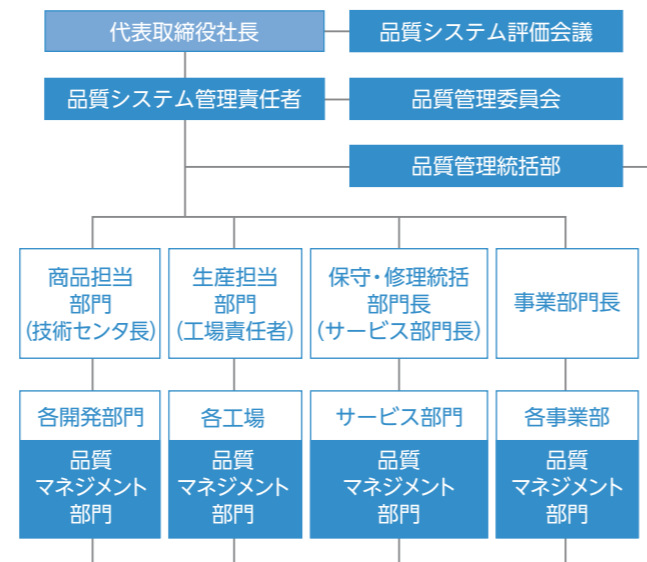 代表取締役社長
品質システム評価会議
品質システム管理責任者
品質管理委員会
品質管理統括部
商品担当
部門
(技術センタ長)
生産担当
部門
(工場責任者)
保守・修理統括
部門長
(サービス部門長)
事業部門長
各開発部門
品質
マネジメント
部門
各工場
品質
マネジメント
部門
サービス部門
品質
マネジメント
部門
各事業部
品質
マネジメント
部門